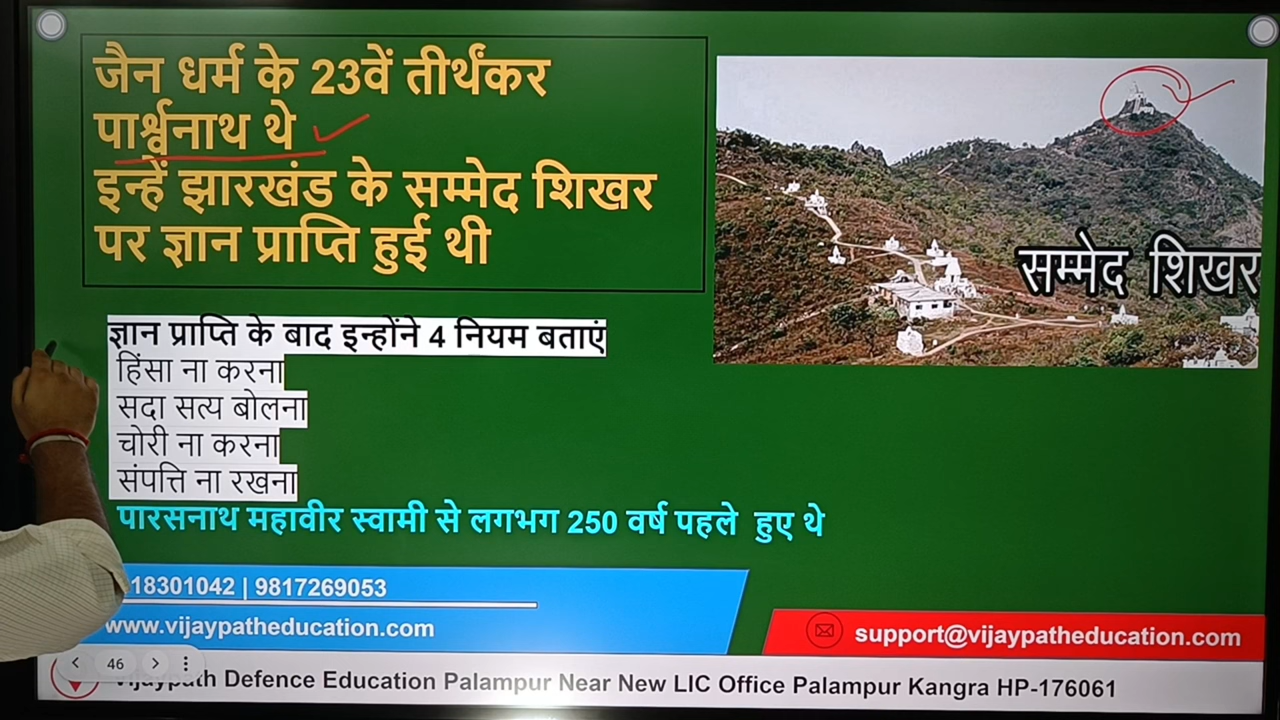 जैन धर्म के 23वें तीर्थंकर
पार्श्वनाथ थे
इन्हें झारखंड के सम्मेद शिखर
पर ज्ञान प्राप्ति हुई थी
सम्मेद शिखर
ज्ञान प्राप्ति के बाद इन्होंने 4 नियम बताएं
हिंसा ना करना
सदा सत्य बोलना
चोरी ना करना
संपत्ति ना रखना
पारसनाथ महावीर स्वामी से लगभग 250 वर्ष पहले हुए थे
18301042 | 9817269053
www.vijaypatheducation.com
support@vijaypatheducation.com
46
Vijaypath Defence Education Palampur Near New LIC Office Palampur Kangra HP-176061